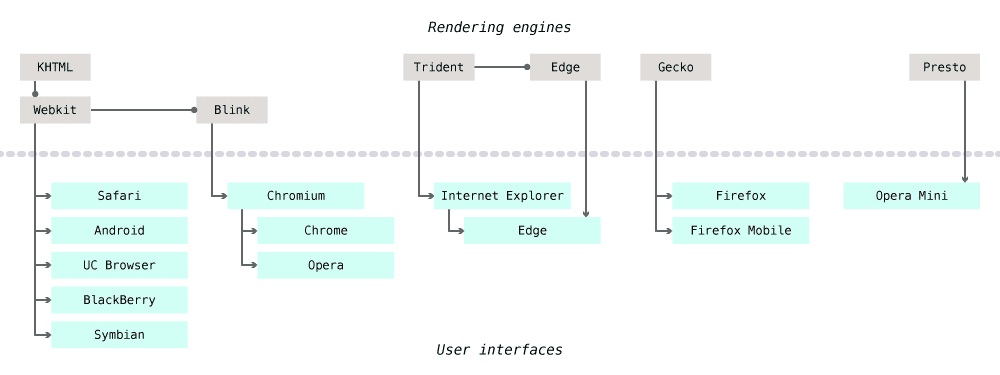 Rendering engines
KHTML
Trident
Edge
Gecko
Presto
Webkit
Blink
Safari
Chromium
Internet Explorer
Firefox
Opera Mini
Android
Chrome
Edge
Firefox Mobile
UC Browser
Opera
BlackBerry
Symbian
User interfaces